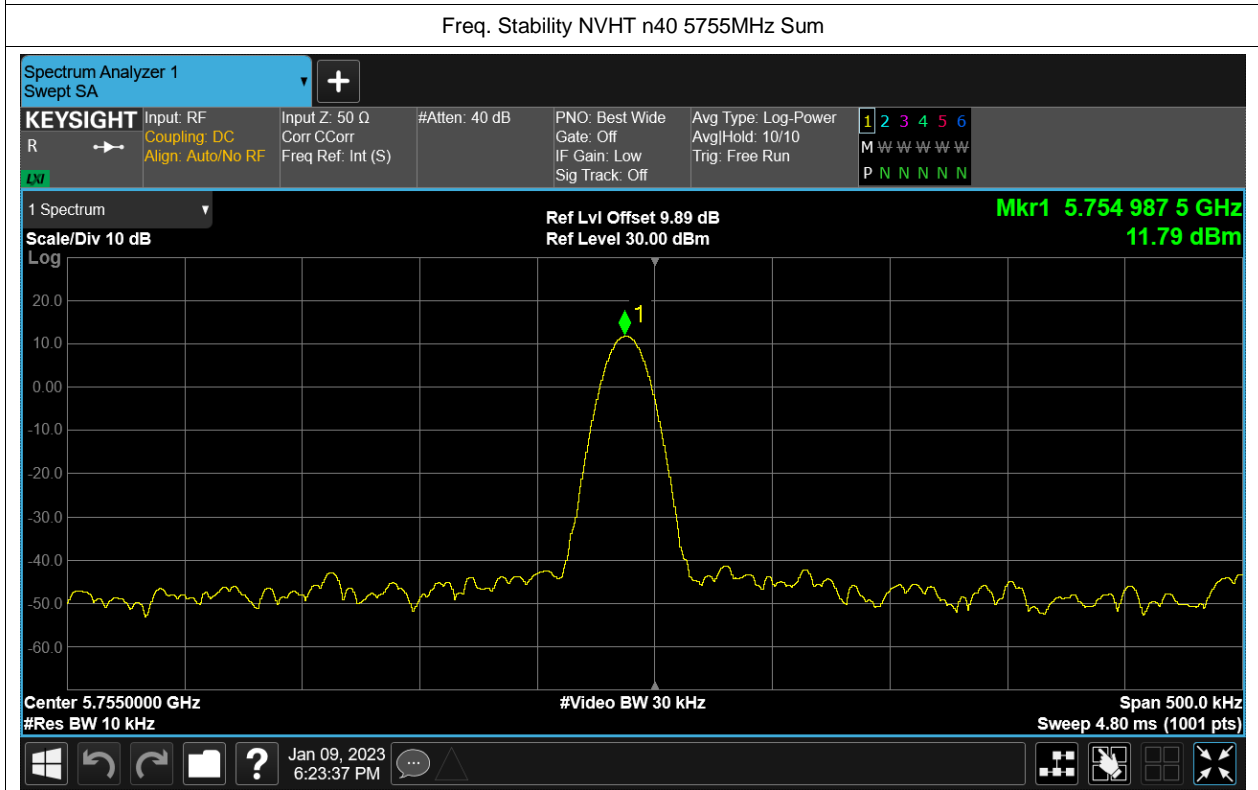 Freq. Stability NVHT n40 5755MHz Sum
Spectrum Analyzer 1
Swept SA
KEYSIGHT
R
LXI
Input: RF
Coupling: DC
Align: Auto/No RF
Input Z: 50 Ω
Corr CCorr
Freq Ref: Int (S)
#Atten: 40 dB
PNO: Best Wide
Gate: Off
IF Gain: Low
Sig Track: Off
Avg Type: Log-Power
Avg|Hold: 10/10
Trig: Free Run
1 2 3 4 5 6
M W W W W W
P N N N N N
1 Spectrum
Scale/Div 10 dB
Log
Ref Lvl Offset 9.89 dB
Ref Level 30.00 dBm
Mkr1 5.754 987 5 GHz
11.79 dBm
1
20.0
10.0
0.00
-10.0
-20.0
-30.0
-40.0
-50.0
-60.0
Center 5.7550000 GHz
#Res BW 10 kHz
#Video BW 30 kHz
Span 500.0 kHz
Sweep 4.80 ms (1001 pts)
?
Jan 09, 2023
6:23:37 PM